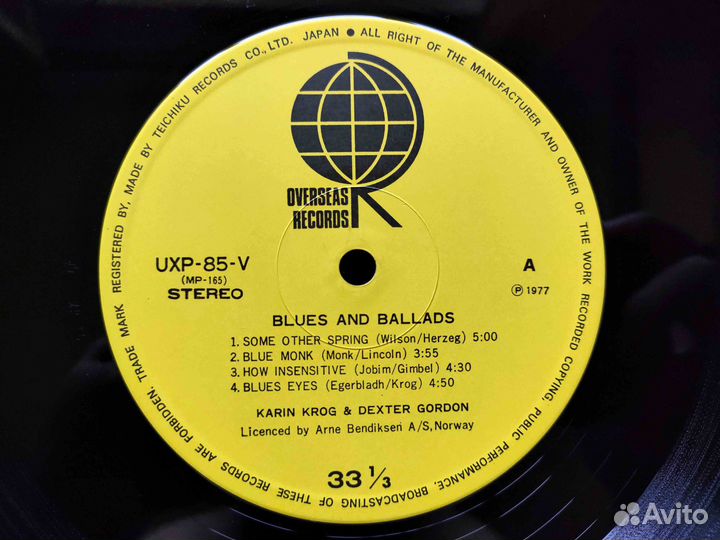 TRADE MARK REGISTERED BY, MADE BY TEICHIKU RECORDS CO., LTD. JAPAN ● ALL RIGHT OF THE MANUFACTURER AND OWNER OF THE WORK RECORDED COPYING, PUBLIC PERFORMANCE, BROADCASTING OF THESE RECORDS ARE FORBIDDEN.
OVERSEAS
RECORDS
UXP-85-V
(MP-165)
STEREO
A
Ⓟ 1977
BLUES AND BALLADS
1. SOME OTHER SPRING (Wilson/Herzeg) 5:00
2. BLUE MONK (Monk/Lincoln) 3:55
3. HOW INSENSITIVE (Jobim/Gimbel) 4:30
4. BLUES EYES (Egerbladh/Krog) 4:50
KARIN KROG & DEXTER GORDON
Licenced by Arne Bendiksen A/S, Norway
33 1/3
Avito